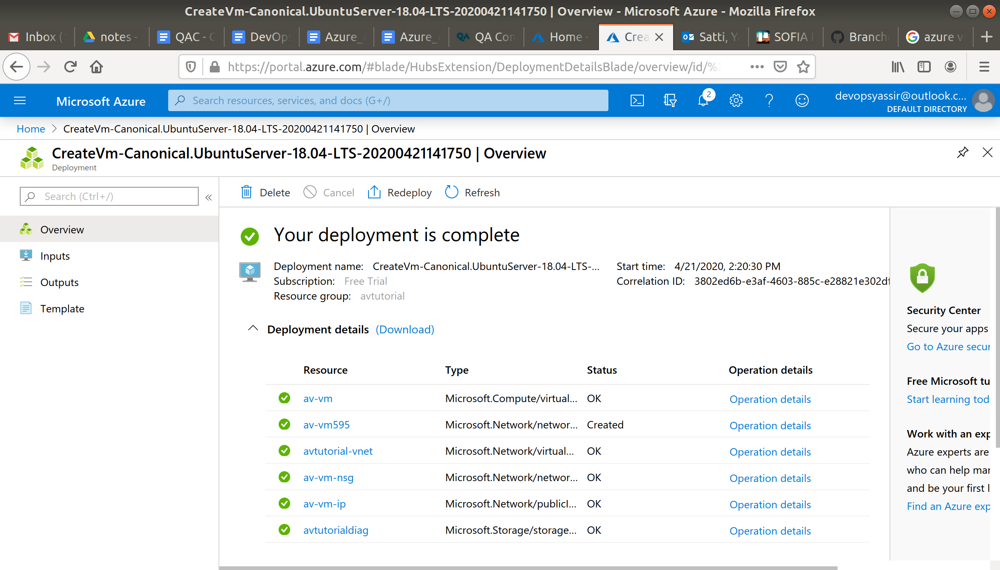 CreateVm-Canonical.UbuntuServer-18.04-LTS-20200421141750 | Overview - Microsoft Azure - Mozilla Firefox
Inbox ( notes - QAC - G DevOps Azure_ Azure_ QA Con Home - Crea Satti, Ya SOFIA Branch azure v
https://portal.azure.com/#blade/HubsExtension/DeploymentDetailsBlade/overview/id/%
Microsoft Azure
Search resources, services, and docs (G+/)
2
devopsyassir@outlook.c...
DEFAULT DIRECTORY
Home > CreateVm-Canonical.UbuntuServer-18.04-LTS-20200421141750 | Overview
CreateVm-Canonical.UbuntuServer-18.04-LTS-20200421141750 | Overview
Deployment
Search (Ctrl+/) «
Overview
Inputs
Outputs
Template
Delete Cancel Redeploy Refresh
Your deployment is complete
Deployment name: CreateVm-Canonical.UbuntuServer-18.04-LTS-...
Subscription: Free Trial
Resource group: avtutorial
Start time: 4/21/2020, 2:20:30 PM
Correlation ID: 3802ed6b-e3af-4603-885c-e28821e302df
Deployment details (Download)
Resource Type Status Operation details
av-vm Microsoft.Compute/virtual... OK Operation details
av-vm595 Microsoft.Network/networ... Created Operation details
avtutorial-vnet Microsoft.Network/virtual... OK Operation details
av-vm-nsg Microsoft.Network/networ... OK Operation details
av-vm-ip Microsoft.Network/publicI... OK Operation details
avtutorialdiag Microsoft.Storage/storage... OK Operation details
Security Center
Secure your apps
Go to Azure secur
Free Microsoft tu
Start learning tod
Work with an exp
Azure experts are
who can help mar
and be your first l
Find an Azure exp